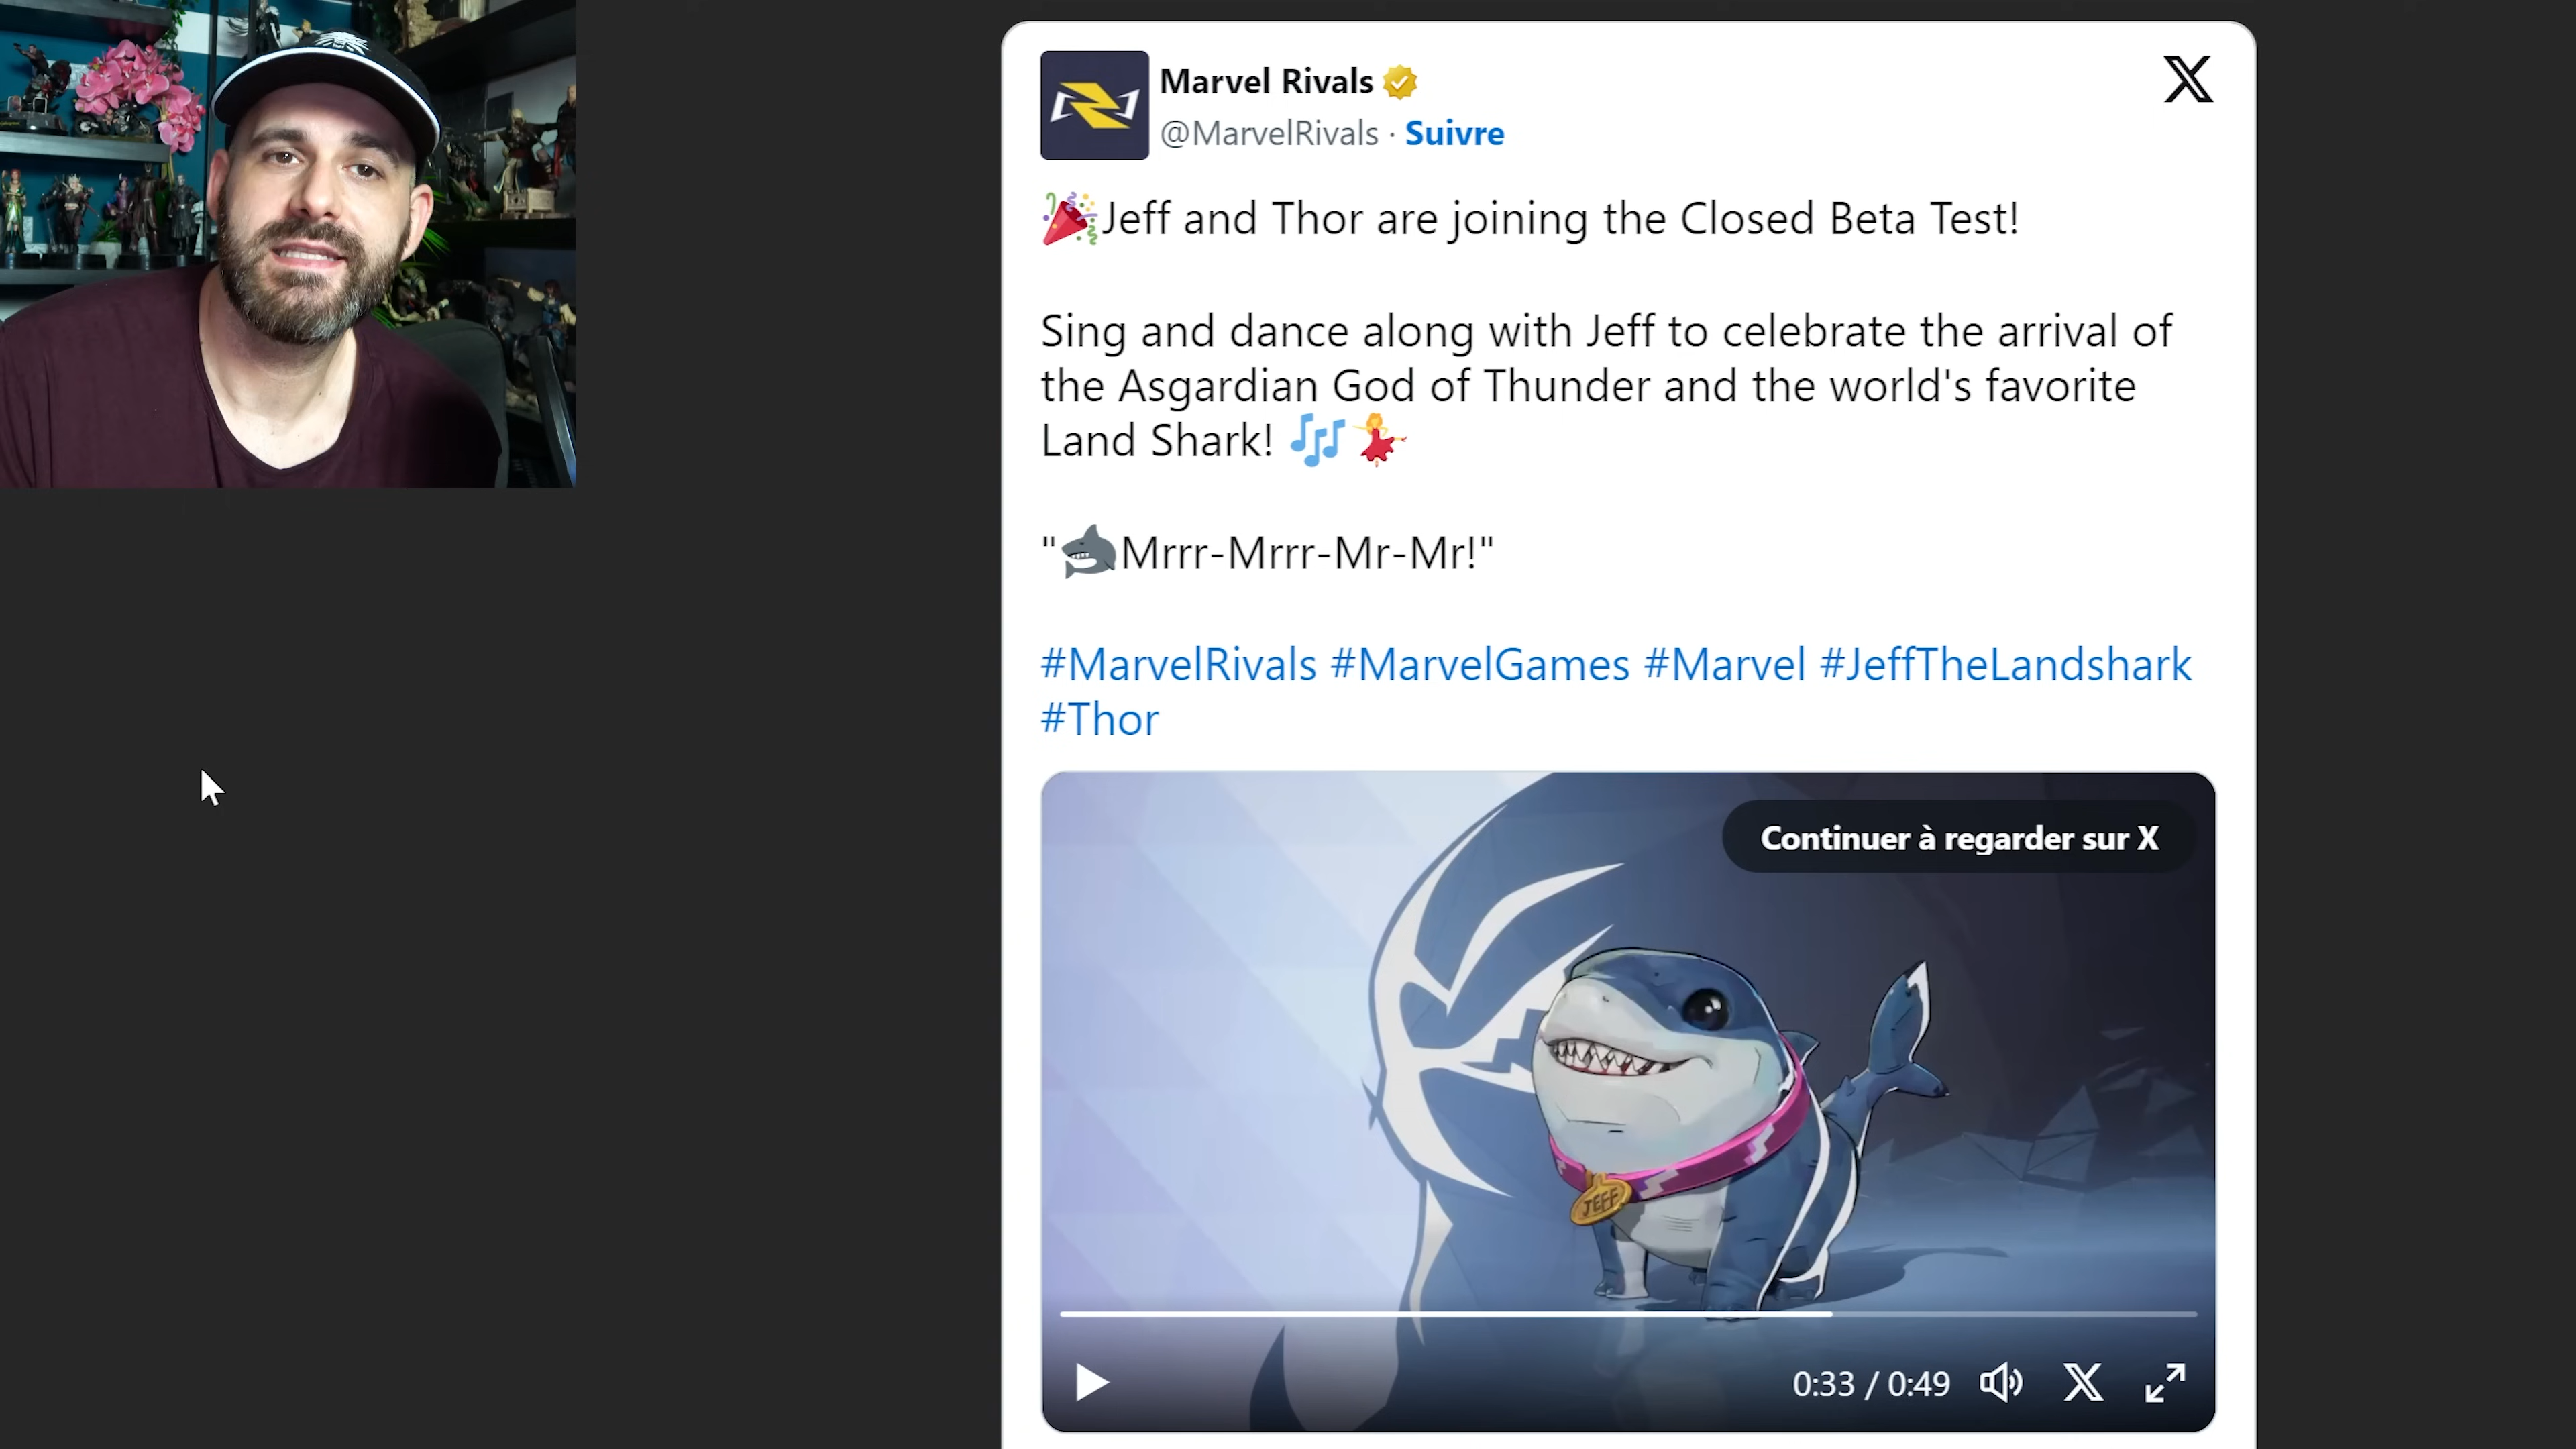 Marvel Rivals
@MarvelRivals · Suivre
🎉Jeff and Thor are joining the Closed Beta Test!
Sing and dance along with Jeff to celebrate the arrival of
the Asgardian God of Thunder and the world's favorite
Land Shark! 🎶💃
"🦈Mrrr-Mrrr-Mr-Mr!"
#MarvelRivals #MarvelGames #Marvel #JeffTheLandshark
#Thor
Continuer à regarder sur X
JEFF
0:33 / 0:49